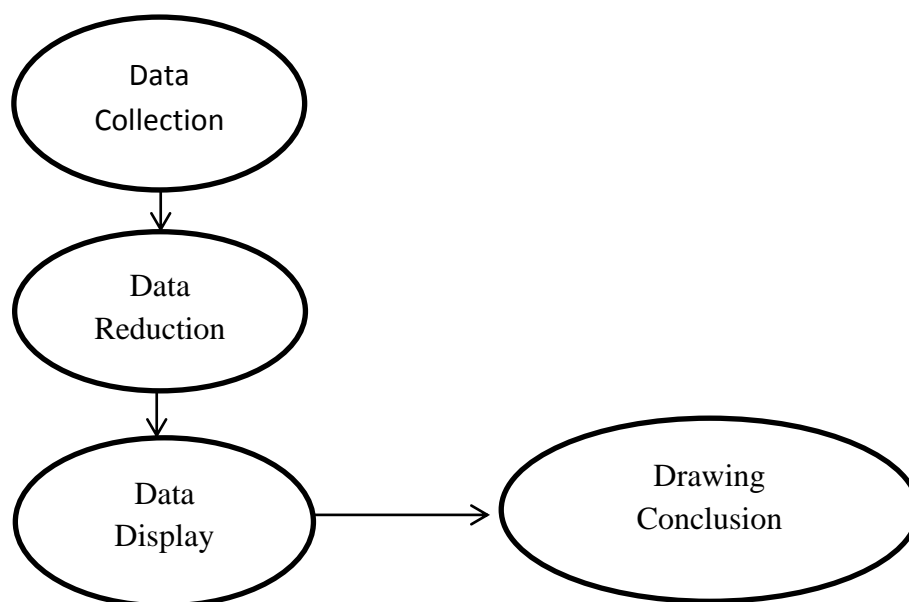 Data
Collection
Data
Reduction
Data
Display
Drawing
Conclusion